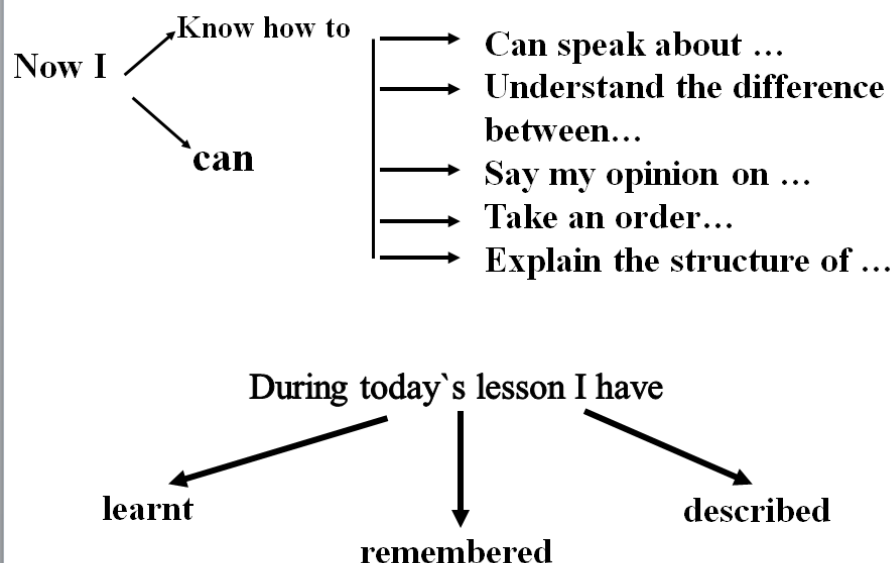 Know how to
Now I
can
Can speak about …
Understand the difference
between…
Say my opinion on …
Take an order…
Explain the structure of …
During today`s lesson I have
learnt
remembered
described